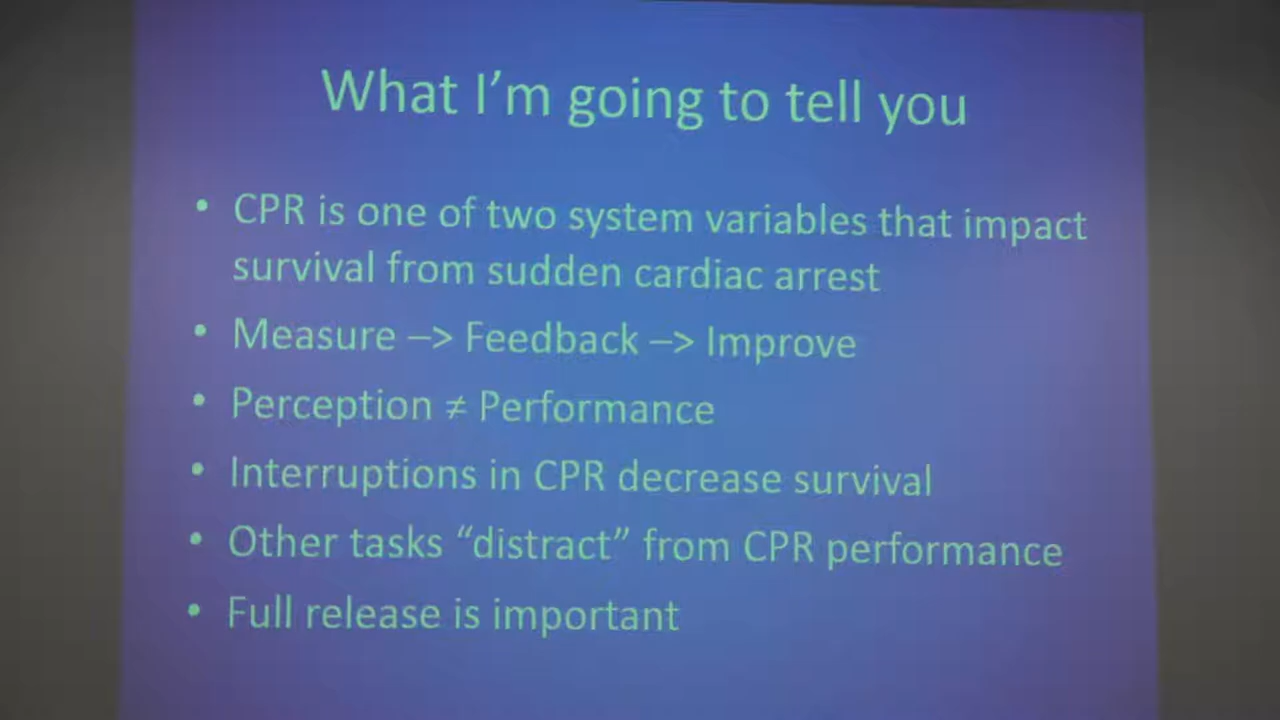 What I'm going to tell you
• CPR is one of two system variables that impact
survival from sudden cardiac arrest
• Measure –> Feedback –> Improve
• Perception ≠ Performance
• Interruptions in CPR decrease survival
• Other tasks “distract” from CPR performance
• Full release is important